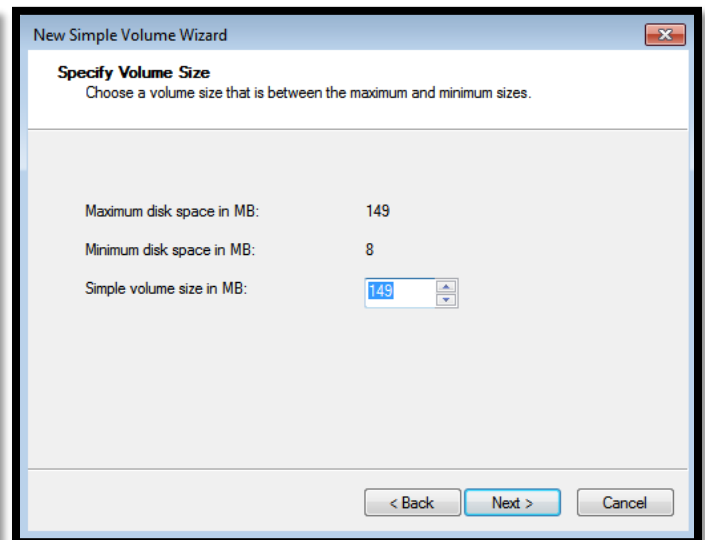 New Simple Volume Wizard
Specify Volume Size
Choose a volume size that is between the maximum and minimum sizes.
Maximum disk space in MB: 149
Minimum disk space in MB: 8
Simple volume size in MB: 149
< Back Next > Cancel